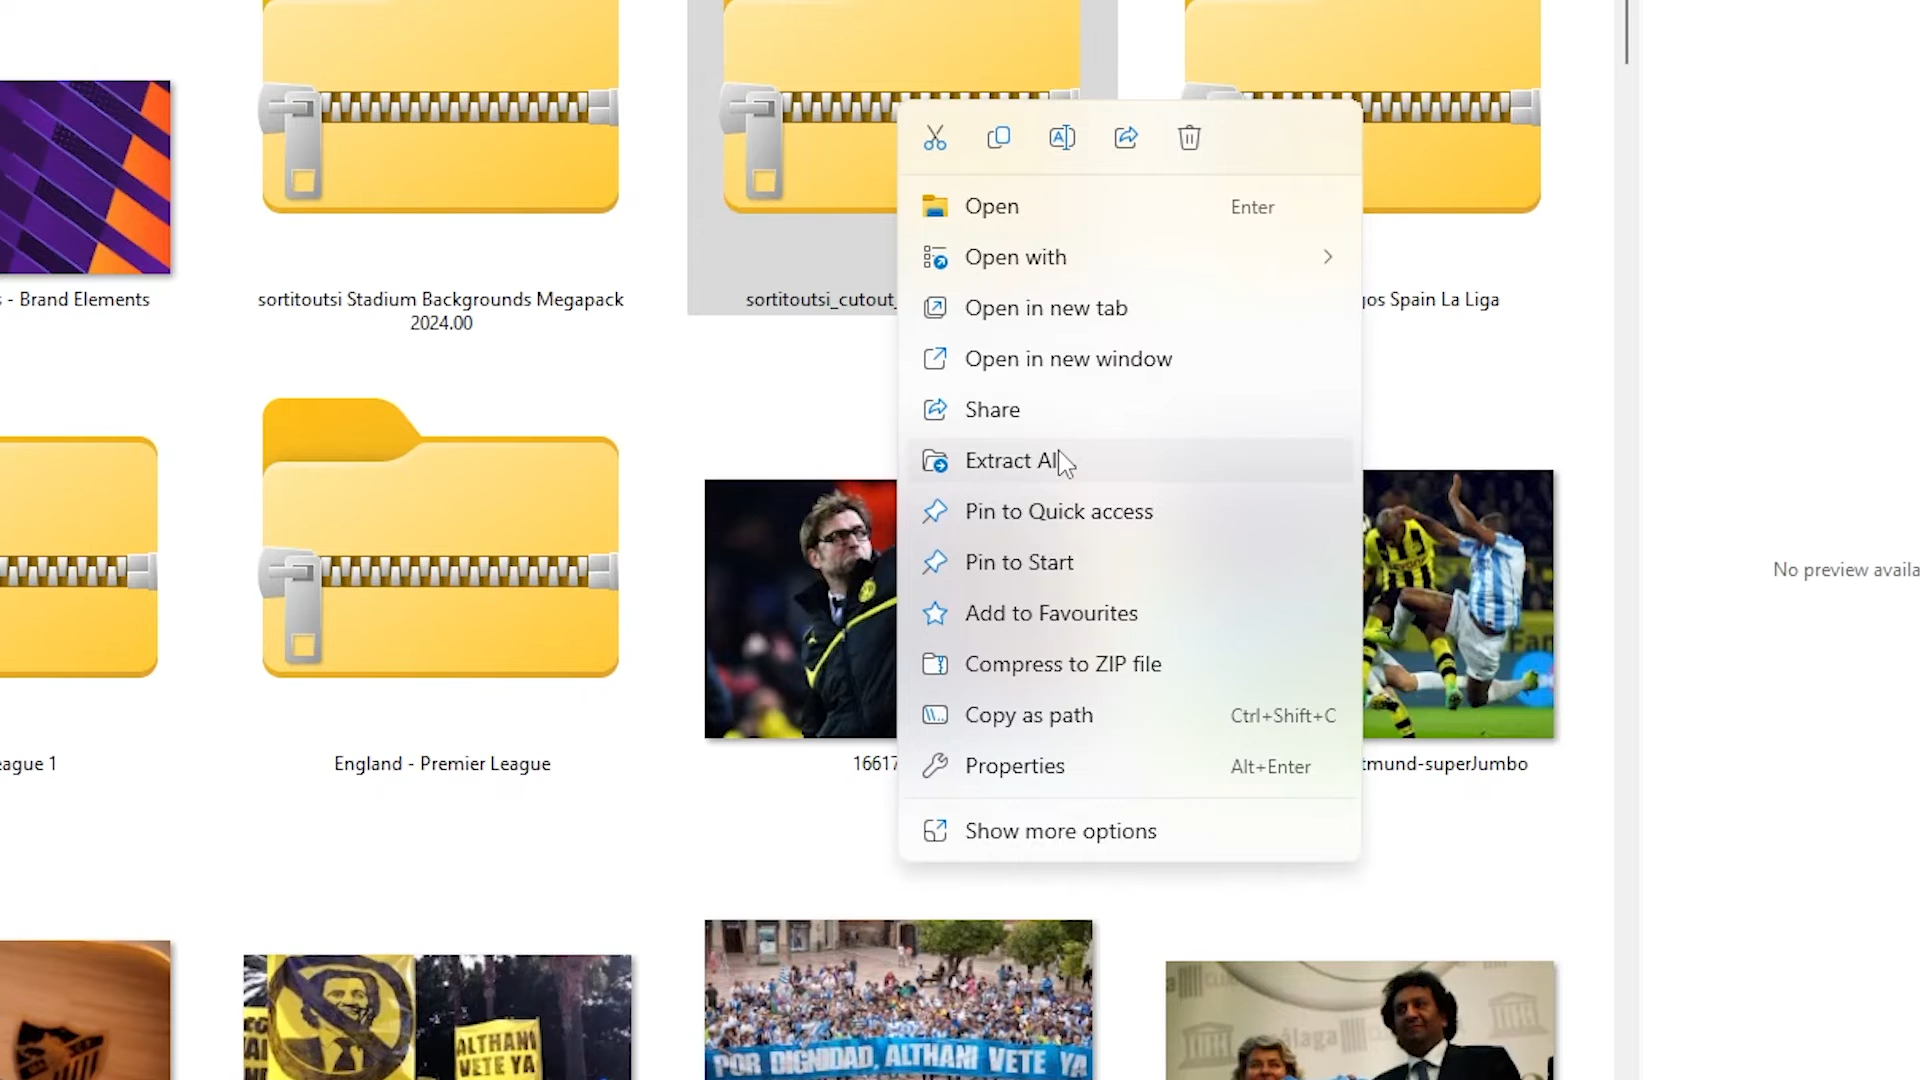 - Brand Elements
sortitoutsi Stadium Backgrounds Megapack
2024.00
sortitoutsi_cutout_
Spain La Liga
Open Enter
Open with
Open in new tab
Open in new window
Share
Extract Al
Pin to Quick access
Pin to Start
Add to Favourites
Compress to ZIP file
Copy as path Ctrl+Shift+C
Properties Alt+Enter
Show more options
No preview availa
eague 1
England - Premier League
16617
tmund-superJumbo
ALTHANI
VETE YA
POR DIGNIDAD, ALTHANI VETE YA